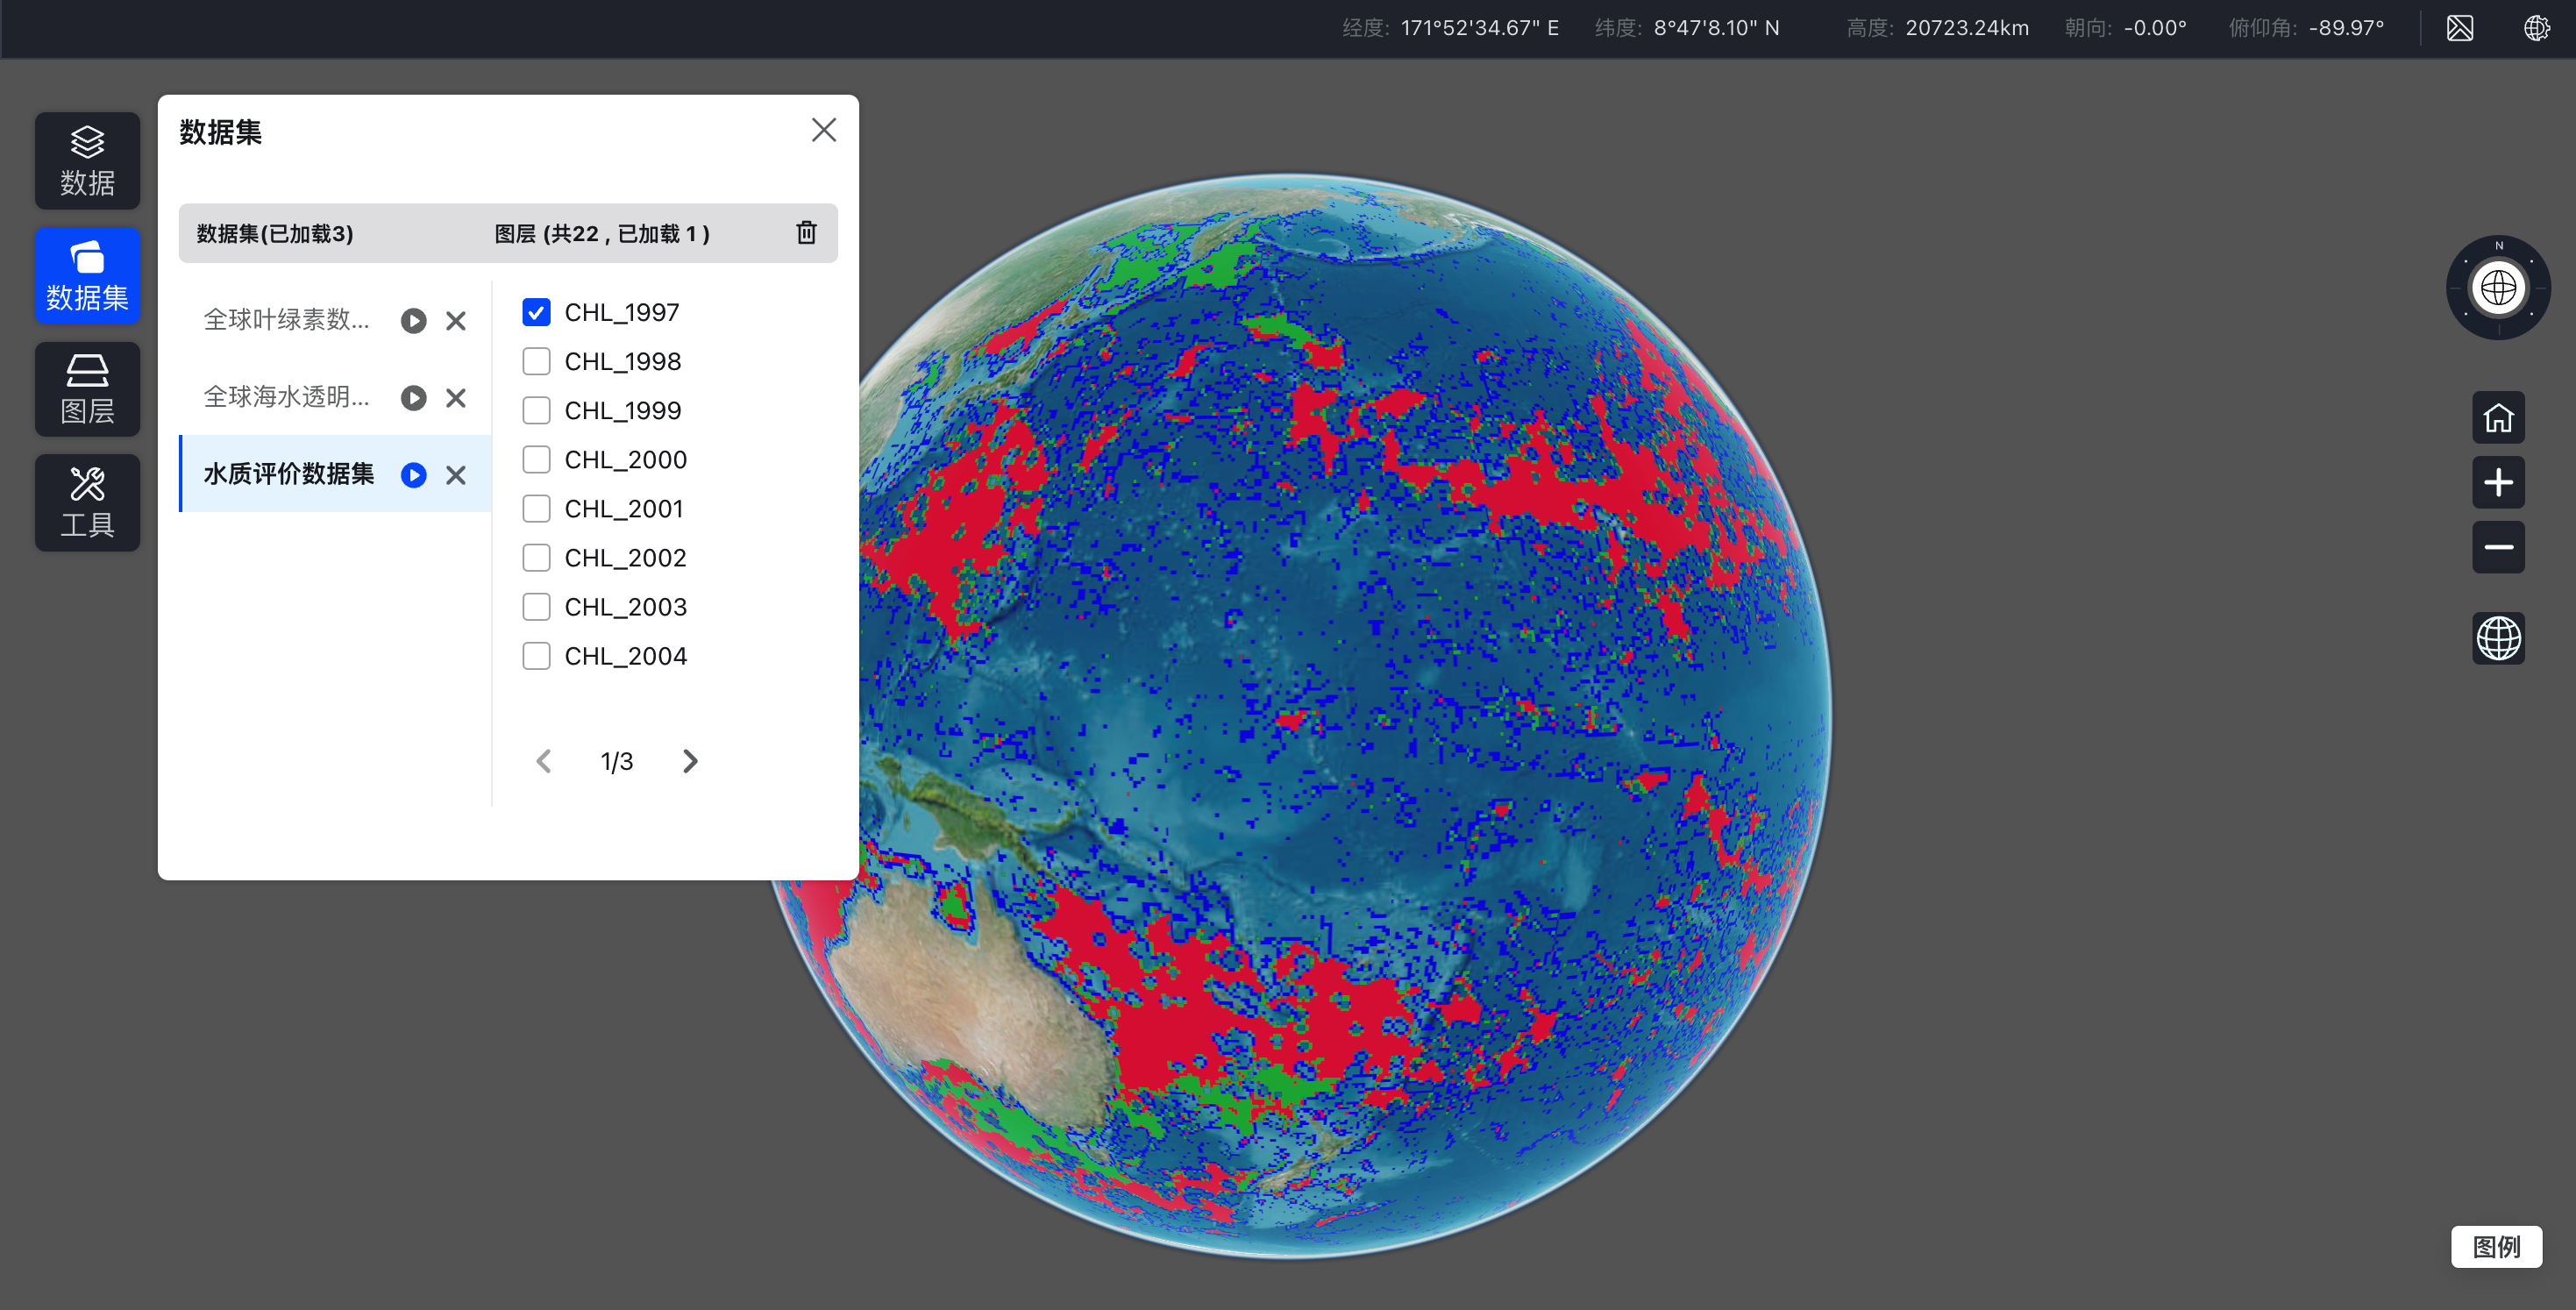 经度: 171°52'34.67" E 纬度: 8°47'8.10" N 高度: 20723.24km 朝向: -0.00° 俯仰角: -89.97°
数据
数据集
图层
工具
数据集
数据集(已加载3) 图层 (共22 , 已加载 1 )
全球叶绿素数...
全球海水透明...
水质评价数据集
CHL_1997
CHL_1998
CHL_1999
CHL_2000
CHL_2001
CHL_2002
CHL_2003
CHL_2004
1/3
N
图例